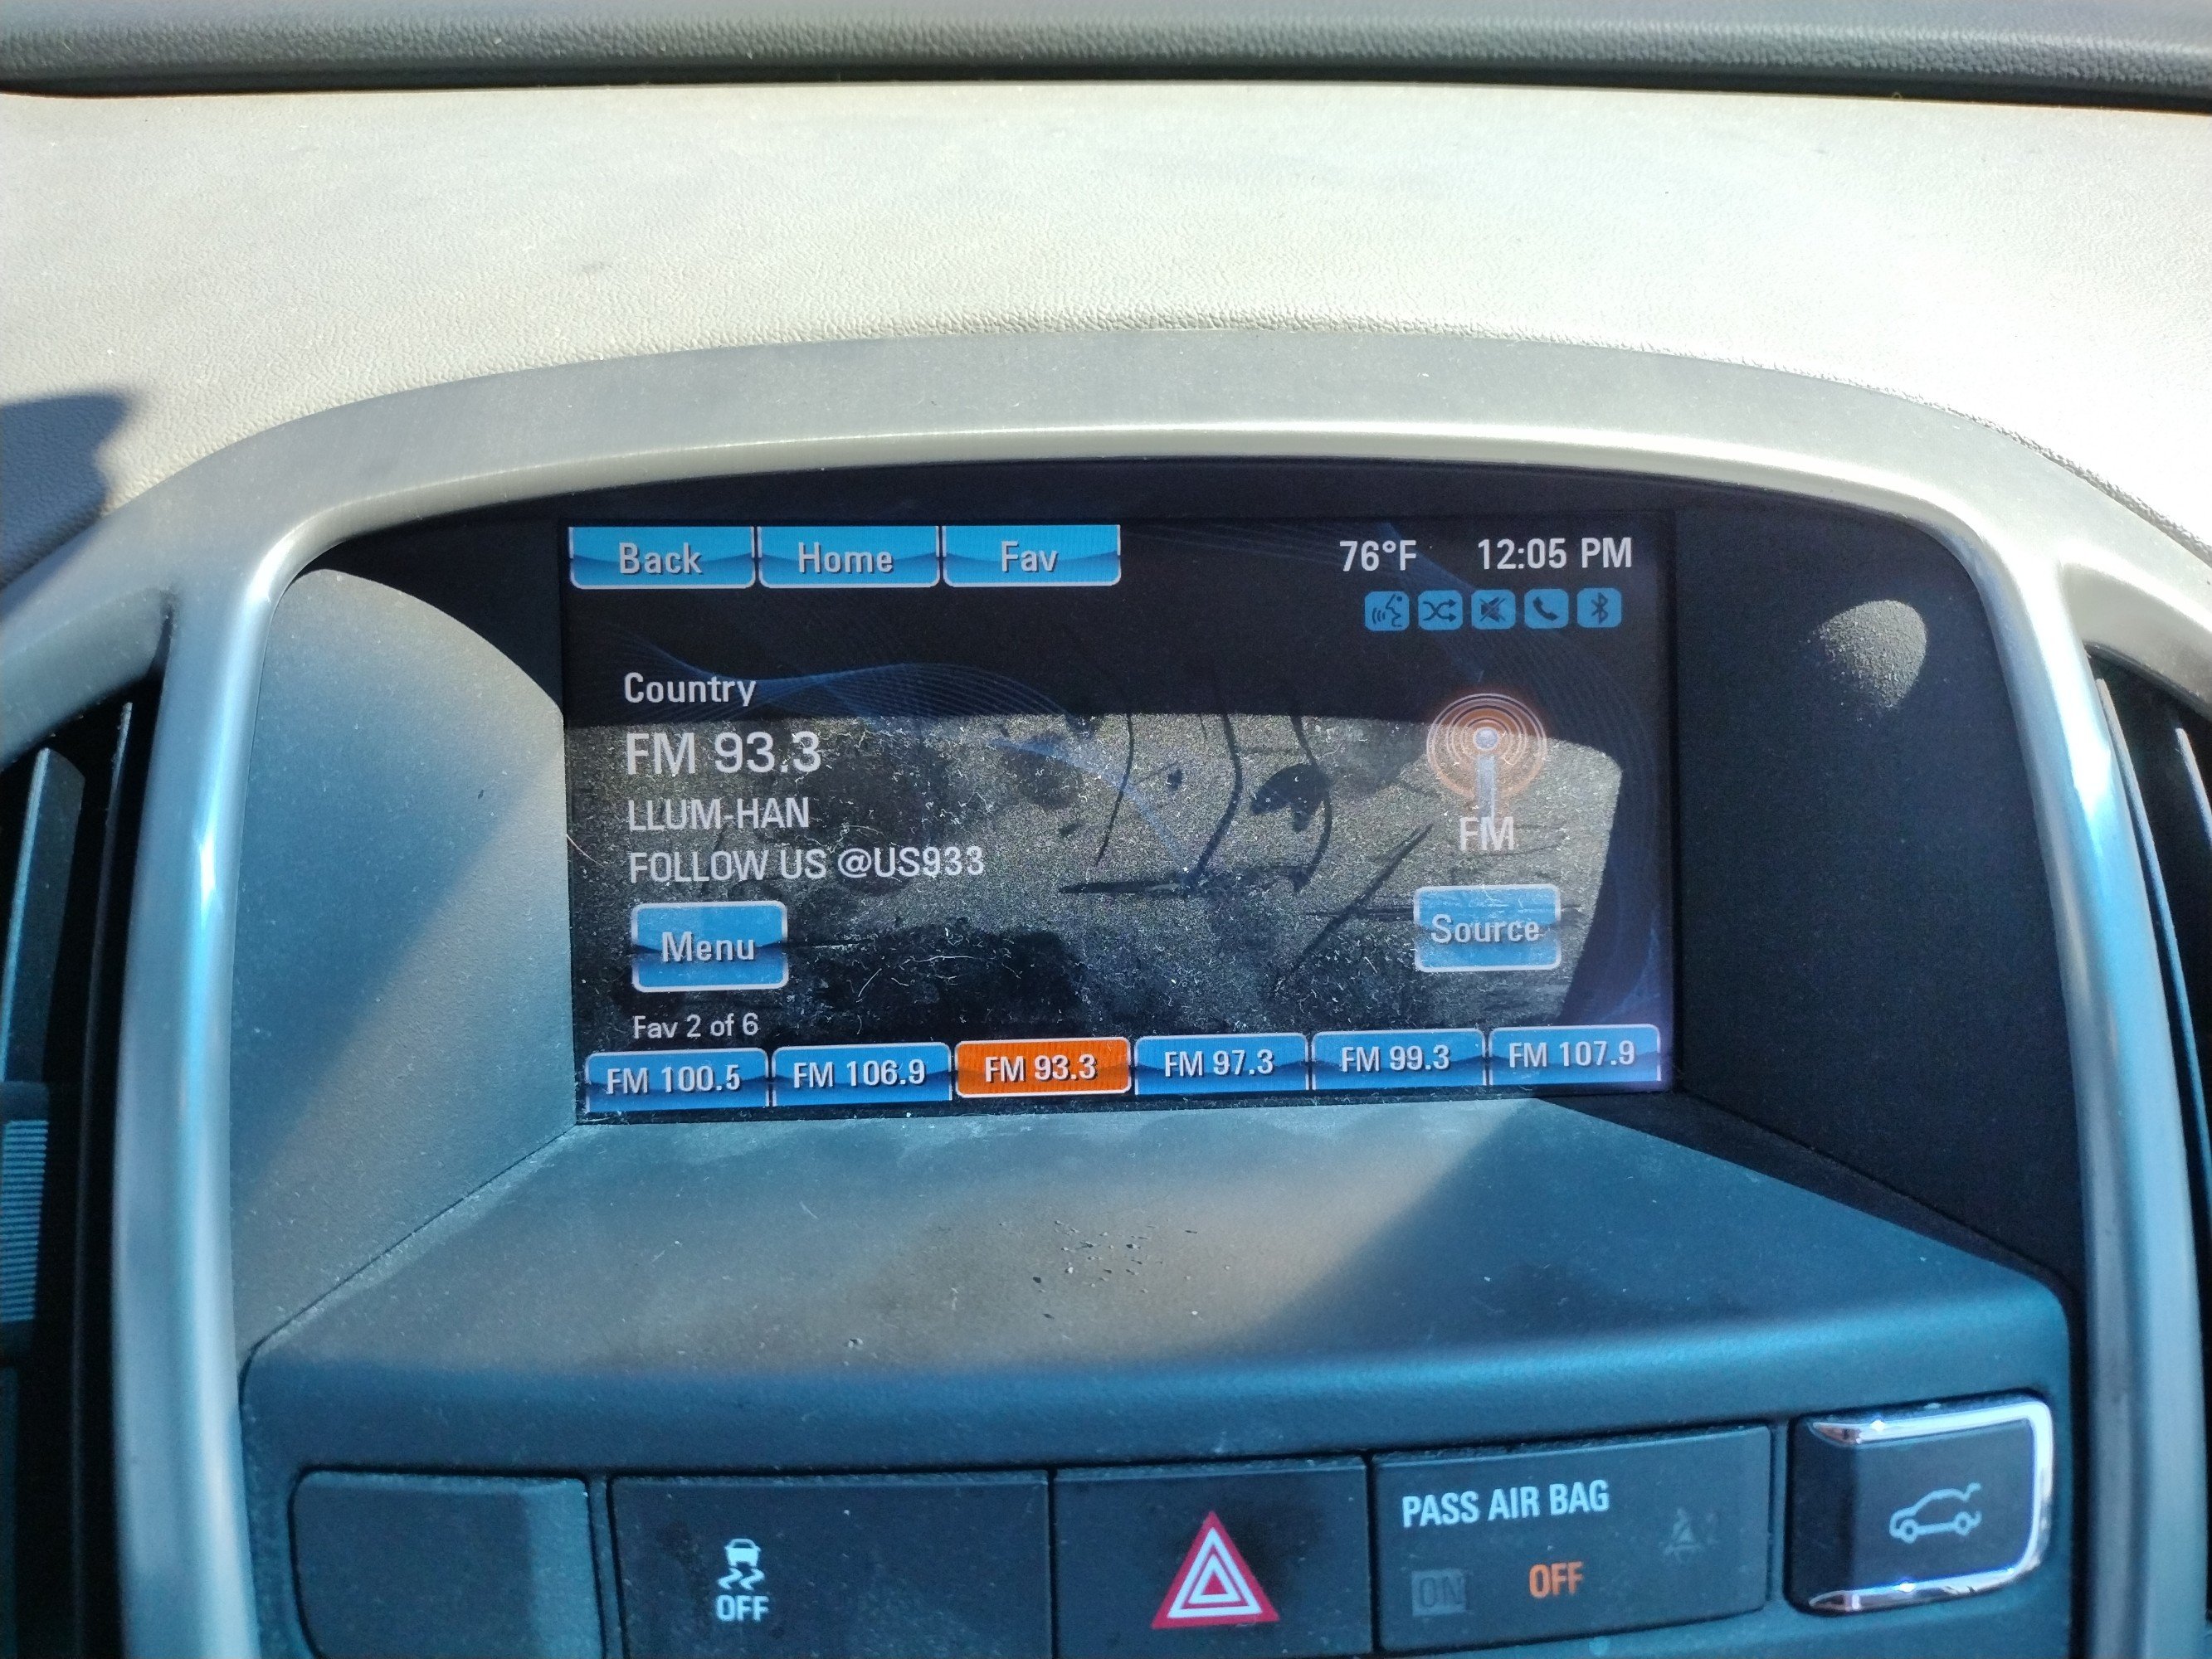 Back Home Fav 76°F 12:05 PM
Country
FM 93.3
LLUM-HAN
FOLLOW US @US933
FM
Menu
Source
Fav 2 of 6
FM 100.5 FM 106.9 FM 93.3 FM 97.3 FM 99.3 FM 107.9
PASS AIR BAG
OFF
ON OFF